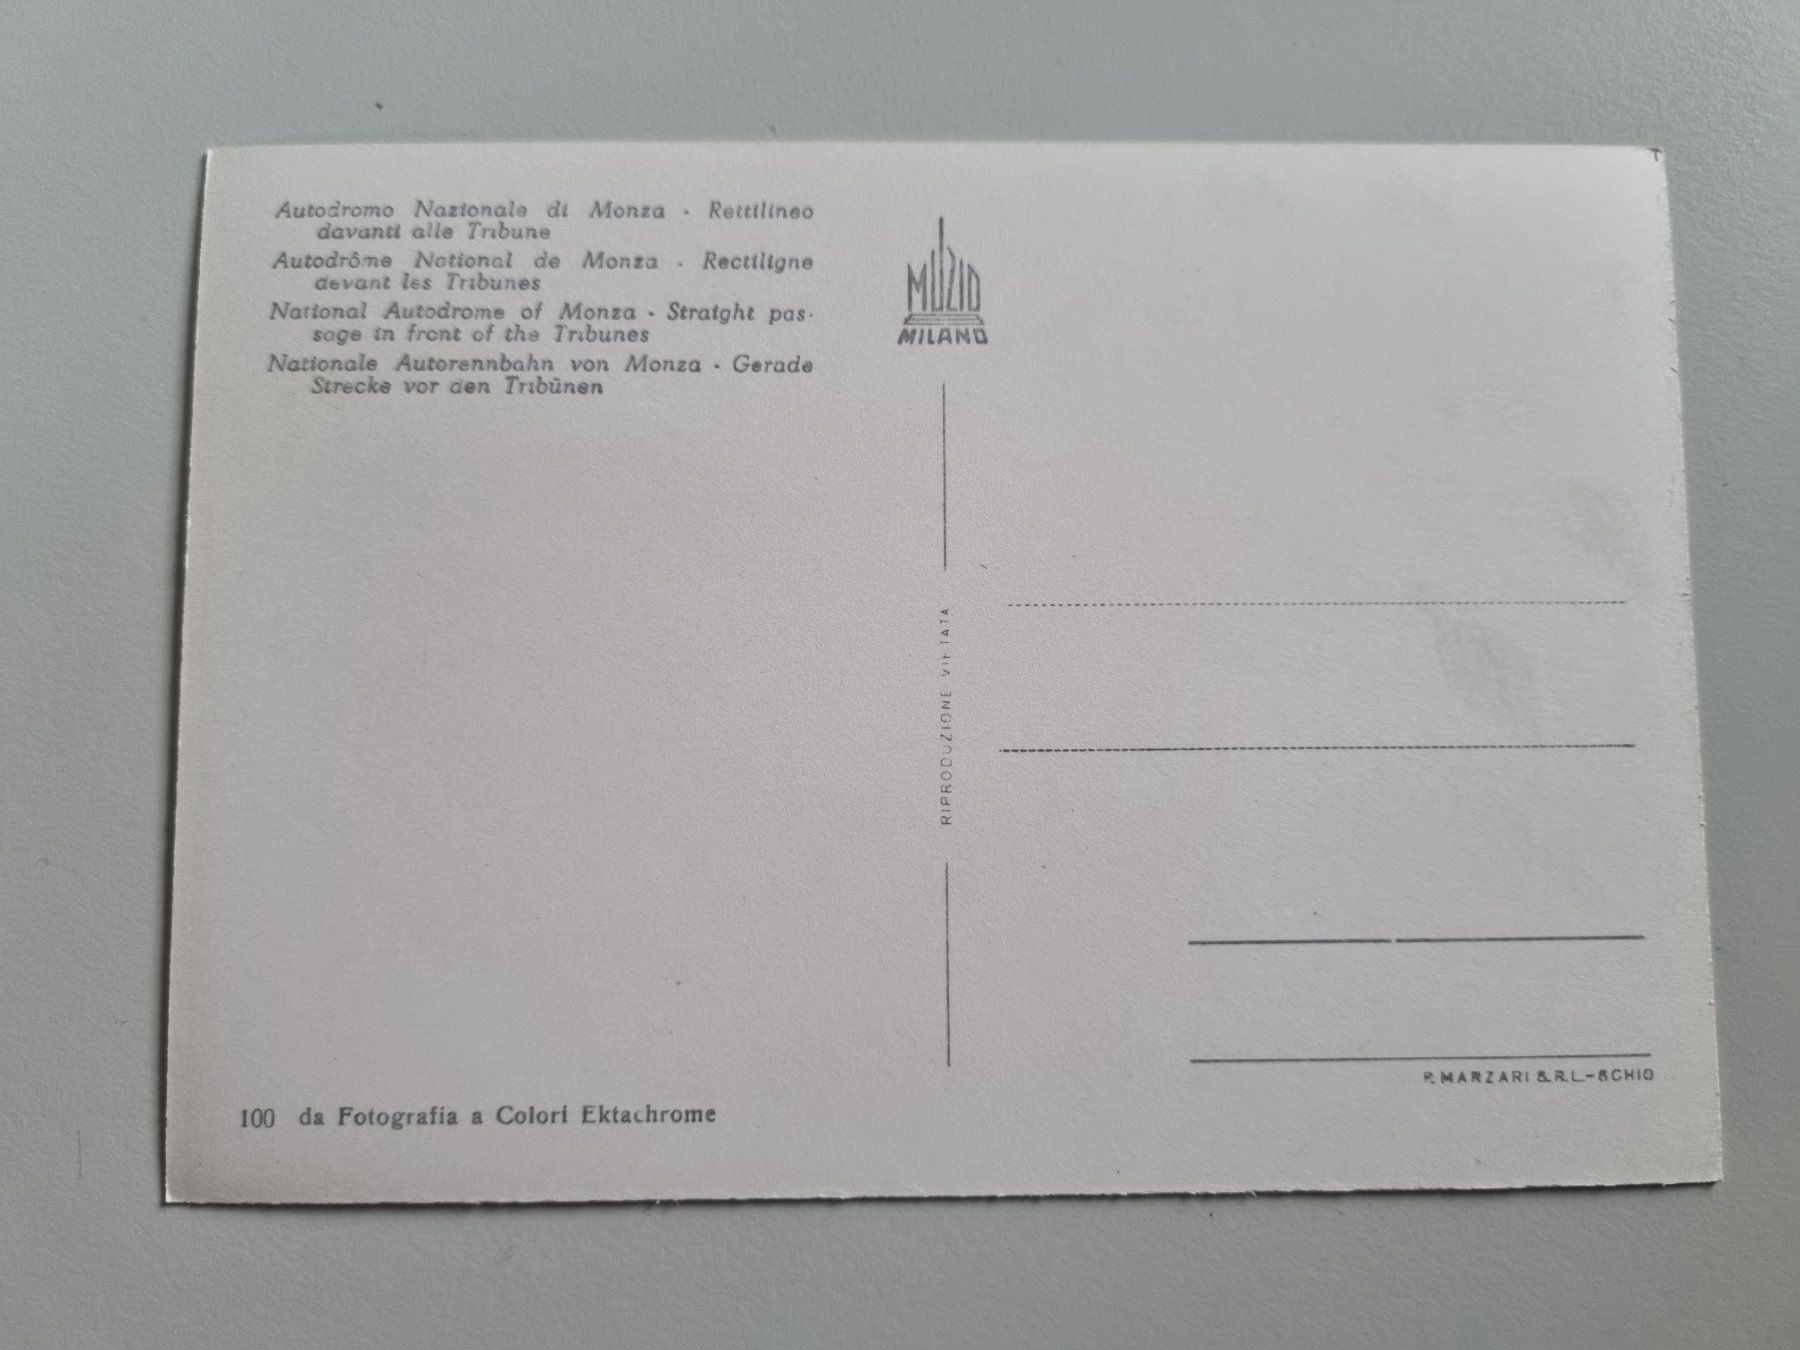 Autodromo Nazionale di Monza - Rettilineo
davanti alle Tribune
Autodrôme National de Monza - Rectiligne
devant les Tribunes
National Autodrome of Monza - Straight pas-
sage in front of the Tribunes
Nationale Autorennbahn von Monza - Gerade
Strecke vor den Tribünen
MUZIO
MILANO
RIPRODUZIONE VIETATA
P. MARZARI S.R.L-SCHIO
100 da Fotografia a Colori Ektachrome